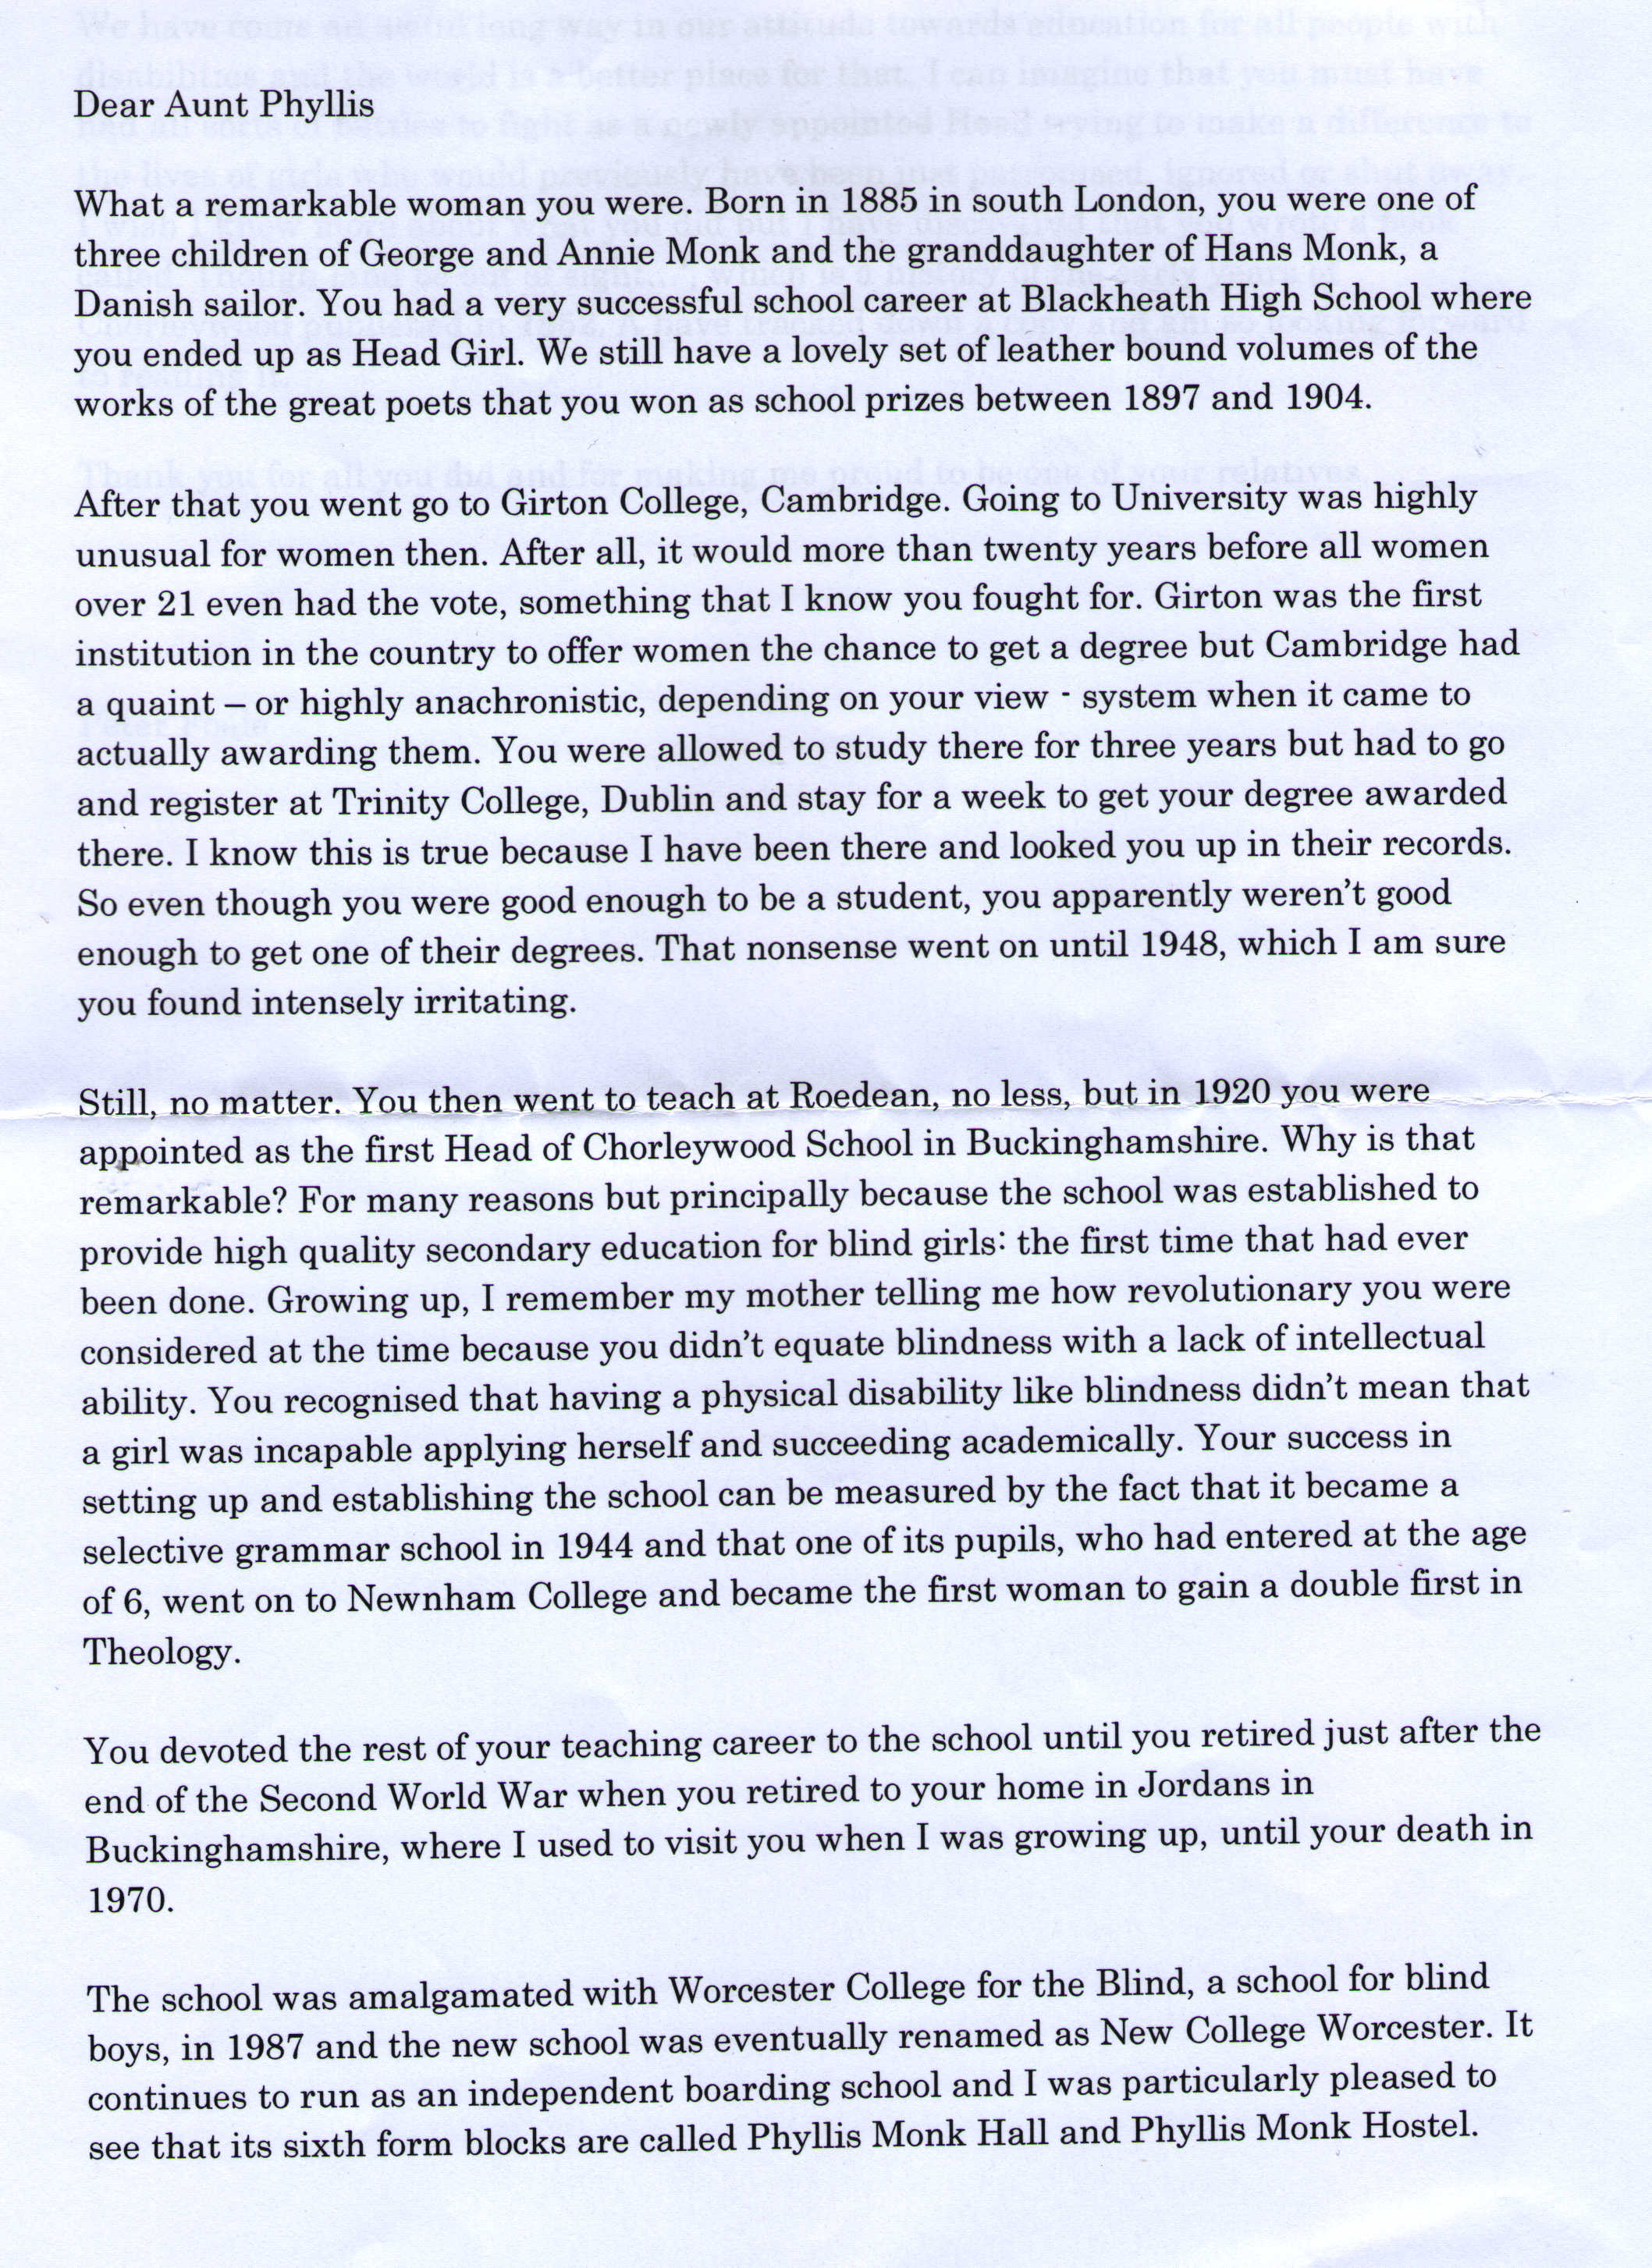 Dear Aunt Phyllis
What a remarkable woman you were. Born in 1885 in south London, you were one of
three children of George and Annie Monk and the granddaughter of Hans Monk, a
Danish sailor. You had a very successful school career at Blackheath High School where
you ended up as Head Girl. We still have a lovely set of leather bound volumes of the
works of the great poets that you won as school prizes between 1897 and 1904.
After that you went go to Girton College, Cambridge. Going to University was highly
unusual for women then. After all, it would more than twenty years before all women
over 21 even had the vote, something that I know you fought for. Girton was the first
institution in the country to offer women the chance to get a degree but Cambridge had
a quaint – or highly anachronistic, depending on your view - system when it came to
actually awarding them. You were allowed to study there for three years but had to go
and register at Trinity College, Dublin and stay for a week to get your degree awarded
there. I know this is true because I have been there and looked you up in their records.
So even though you were good enough to be a student, you apparently weren’t good
enough to get one of their degrees. That nonsense went on until 1948, which I am sure
you found intensely irritating.
Still, no matter. You then went to teach at Roedean, no less, but in 1920 you were
appointed as the first Head of Chorleywood School in Buckinghamshire. Why is that
remarkable? For many reasons but principally because the school was established to
provide high quality secondary education for blind girls: the first time that had ever
been done. Growing up, I remember my mother telling me how revolutionary you were
considered at the time because you didn’t equate blindness with a lack of intellectual
ability. You recognised that having a physical disability like blindness didn’t mean that
a girl was incapable applying herself and succeeding academically. Your success in
setting up and establishing the school can be measured by the fact that it became a
selective grammar school in 1944 and that one of its pupils, who had entered at the age
of 6, went on to Newnham College and became the first woman to gain a double first in
Theology.
You devoted the rest of your teaching career to the school until you retired just after the
end of the Second World War when you retired to your home in Jordans in
Buckinghamshire, where I used to visit you when I was growing up, until your death in
1970.
The school was amalgamated with Worcester College for the Blind, a school for blind
boys, in 1987 and the new school was eventually renamed as New College Worcester. It
continues to run as an independent boarding school and I was particularly pleased to
see that its sixth form blocks are called Phyllis Monk Hall and Phyllis Monk Hostel.